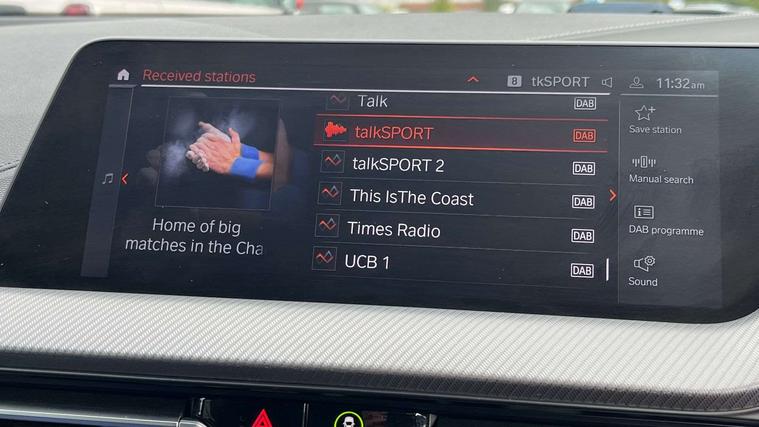 Received stations
8 tkSPORT
11:32am
Talk DAB
talkSPORT DAB
talkSPORT 2 DAB
This IsThe Coast DAB
Times Radio DAB
UCB 1 DAB
Home of big
matches in the Cha
Save station
Manual search
DAB programme
Sound